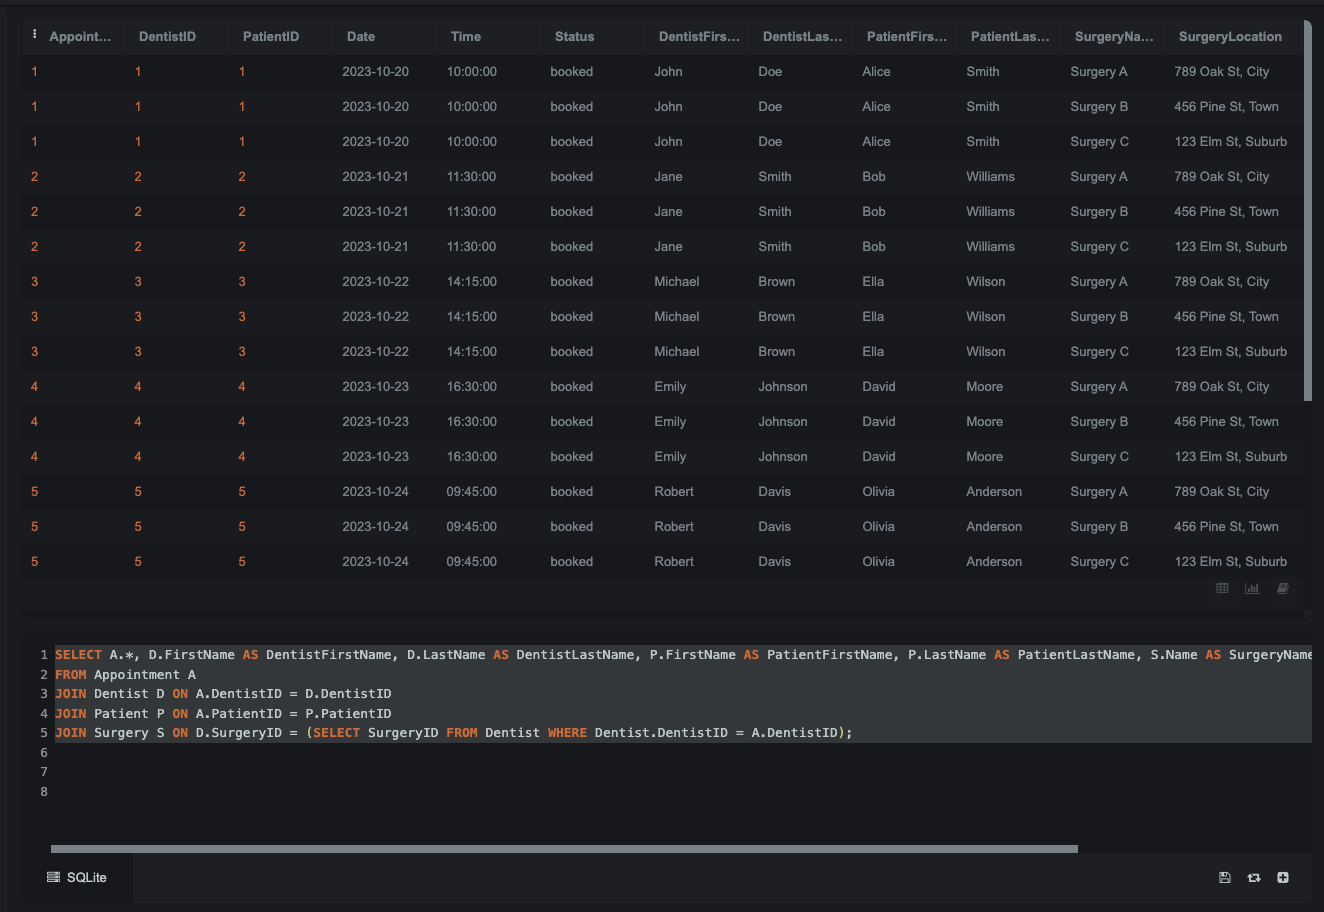 Appoint... DentistID PatientID Date Time Status DentistFirs... DentistLas... PatientFirs... PatientLas... SurgeryNa... SurgeryLocation
1 1 1 2023-10-20 10:00:00 booked John Doe Alice Smith Surgery A 789 Oak St, City
1 1 1 2023-10-20 10:00:00 booked John Doe Alice Smith Surgery B 456 Pine St, Town
1 1 1 2023-10-20 10:00:00 booked John Doe Alice Smith Surgery C 123 Elm St, Suburb
2 2 2 2023-10-21 11:30:00 booked Jane Smith Bob Williams Surgery A 789 Oak St, City
2 2 2 2023-10-21 11:30:00 booked Jane Smith Bob Williams Surgery B 456 Pine St, Town
2 2 2 2023-10-21 11:30:00 booked Jane Smith Bob Williams Surgery C 123 Elm St, Suburb
3 3 3 2023-10-22 14:15:00 booked Michael Brown Ella Wilson Surgery A 789 Oak St, City
3 3 3 2023-10-22 14:15:00 booked Michael Brown Ella Wilson Surgery B 456 Pine St, Town
3 3 3 2023-10-22 14:15:00 booked Michael Brown Ella Wilson Surgery C 123 Elm St, Suburb
4 4 4 2023-10-23 16:30:00 booked Emily Johnson David Moore Surgery A 789 Oak St, City
4 4 4 2023-10-23 16:30:00 booked Emily Johnson David Moore Surgery B 456 Pine St, Town
4 4 4 2023-10-23 16:30:00 booked Emily Johnson David Moore Surgery C 123 Elm St, Suburb
5 5 5 2023-10-24 09:45:00 booked Robert Davis Olivia Anderson Surgery A 789 Oak St, City
5 5 5 2023-10-24 09:45:00 booked Robert Davis Olivia Anderson Surgery B 456 Pine St, Town
5 5 5 2023-10-24 09:45:00 booked Robert Davis Olivia Anderson Surgery C 123 Elm St, Suburb
1 SELECT A.*, D.FirstName AS DentistFirstName, D.LastName AS DentistLastName, P.FirstName AS PatientFirstName, P.LastName AS PatientLastName, S.Name AS SurgeryName
2 FROM Appointment A
3 JOIN Dentist D ON A.DentistID = D.DentistID
4 JOIN Patient P ON A.PatientID = P.PatientID
5 JOIN Surgery S ON D.SurgeryID = (SELECT SurgeryID FROM Dentist WHERE Dentist.DentistID = A.DentistID);
6
7
8
SQLite